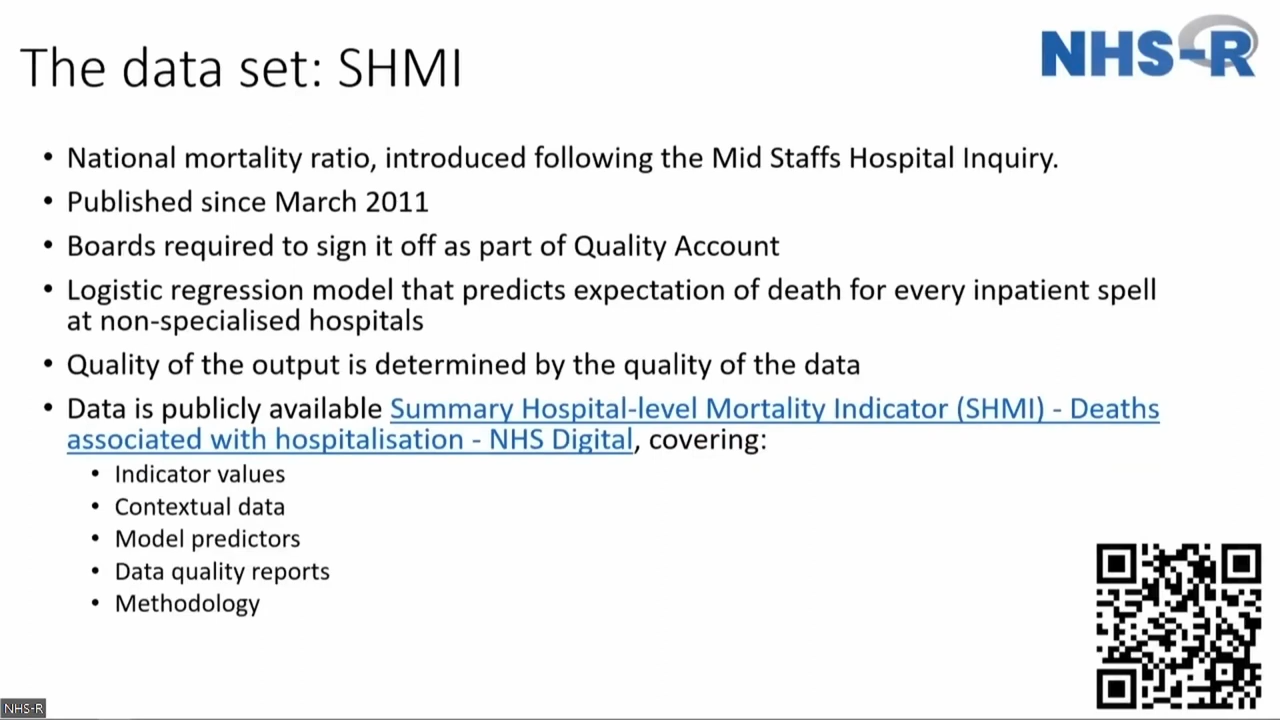 The data set: SHMI
NHS-R
• National mortality ratio, introduced following the Mid Staffs Hospital Inquiry.
• Published since March 2011
• Boards required to sign it off as part of Quality Account
• Logistic regression model that predicts expectation of death for every inpatient spell
at non-specialised hospitals
• Quality of the output is determined by the quality of the data
• Data is publicly available Summary Hospital-level Mortality Indicator (SHMI) - Deaths
associated with hospitalisation - NHS Digital, covering:
• Indicator values
• Contextual data
• Model predictors
• Data quality reports
• Methodology
NHS-R